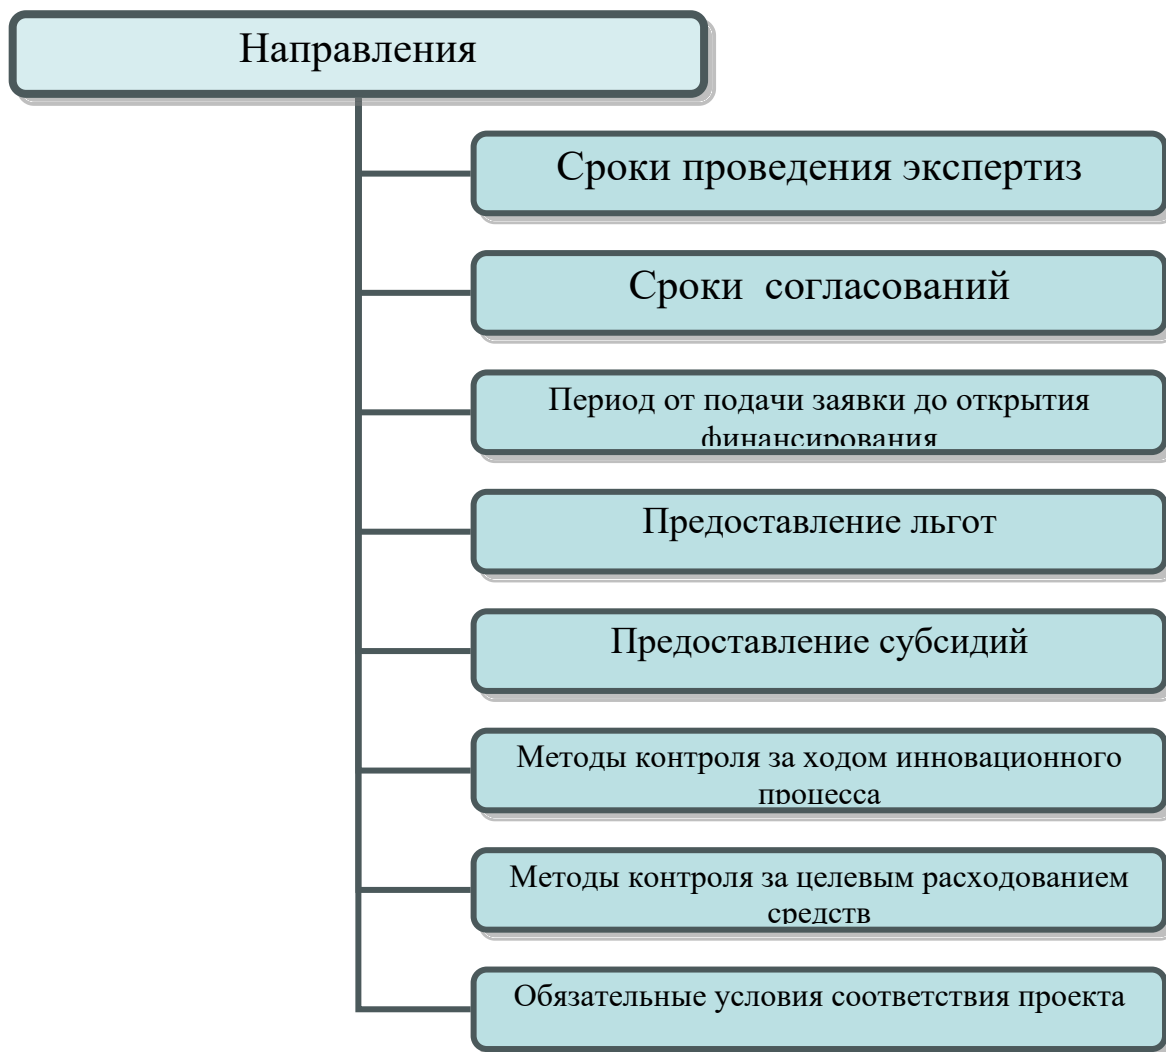 Направления
Сроки проведения экспертиз
Сроки  согласований
Период от подачи заявки до открытия
финансирования
Предоставление льгот
Предоставление субсидий
Методы контроля за ходом инновационного
процесса
Методы контроля за целевым расходованием
средств
Обязательные условия соответствия проекта